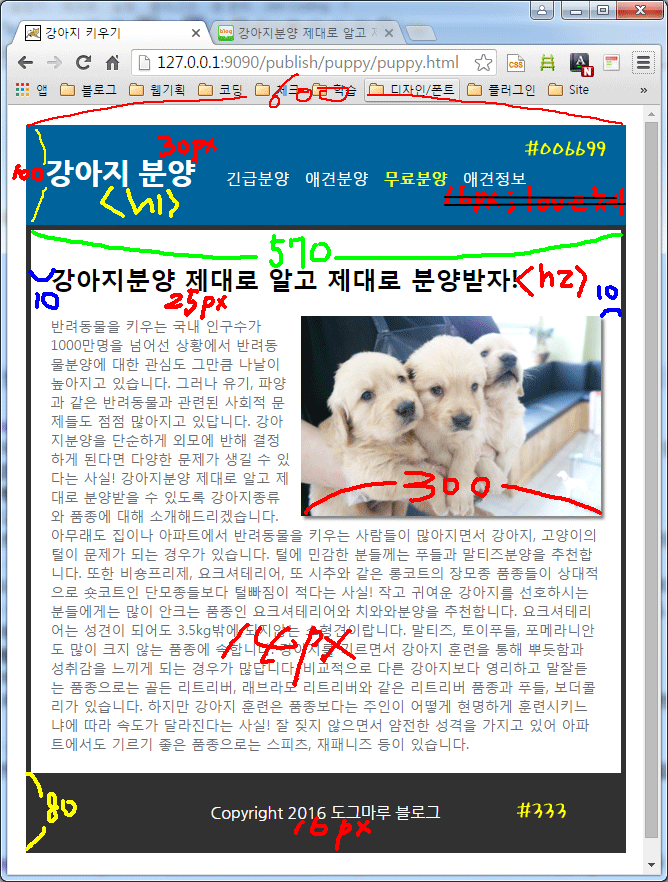 강아지 키우기
blog 강아지분양 제대로 알고 제
127.0.0.1:9090/publish/puppy/puppy.html
앱 블로그 웹기획 코딩 체크 학습 디자인/폰트 플러그인 Site »
600
#006699
30px
100
강아지 분양 긴급분양 애견분양 무료분양 애견정보
<h1>
570
강아지분양 제대로 알고 제대로 분양받자!
<h2>
10
10
25px
반려동물을 키우는 국내 인구수가
1000만명을 넘어선 상황에서 반려동
물분양에 대한 관심도 그만큼 나날이
높아지고 있습니다. 그러나 유기, 파양
과 같은 반려동물과 관련된 사회적 문
제들도 점점 많아지고 있답니다. 강아
지분양을 단순하게 외모에 반해 결정
하게 된다면 다양한 문제가 생길 수 있
다는 사실! 강아지분양 제대로 알고 제
대로 분양받을 수 있도록 강아지종류
와 품종에 대해 소개해드리겠습니다.
300
아무래도 집이나 아파트에서 반려동물을 키우는 사람들이 많아지면서 강아지, 고양이의
털이 문제가 되는 경우가 있습니다. 털에 민감한 분들께는 푸들과 말티즈분양을 추천합
니다. 또한 비숑프리제, 요크셔테리어, 또 시추와 같은 롱코트의 장모종 품종들이 상대적
으로 숏코트인 단모종들보다 털빠짐이 적다는 사실! 작고 귀여운 강아지를 선호하시는
분들에게는 많이 안크는 품종인 요크셔테리어와 치와와분양을 추천합니다. 요크셔테리
어는 성견이 되어도 3.5kg밖에 되지않는 소형견이랍니다. 말티즈, 토이푸들, 포메라니안
도 많이 크지 않는 품종에 속합니다. 강아지를 기르면서 강아지 훈련을 통해 뿌듯함과
성취감을 느끼게 되는 경우가 많답니다. 비교적으로 다른 강아지보다 영리하고 말잘듣
는 품종으로는 골든 리트리버, 래브라도 리트리버와 같은 리트리버 품종과 푸들, 보더콜
리가 있습니다. 하지만 강아지 훈련은 품종보다는 주인이 어떻게 현명하게 훈련시키느
냐에 따라 속도가 달라진다는 사실! 잘 짖지 않으면서 얌전한 성격을 가지고 있어 아파
트에서도 기르기 좋은 품종으로는 스피츠, 재패니즈 등이 있습니다.
14px
80
Copyright 2016 도그마루 블로그
#333
16px